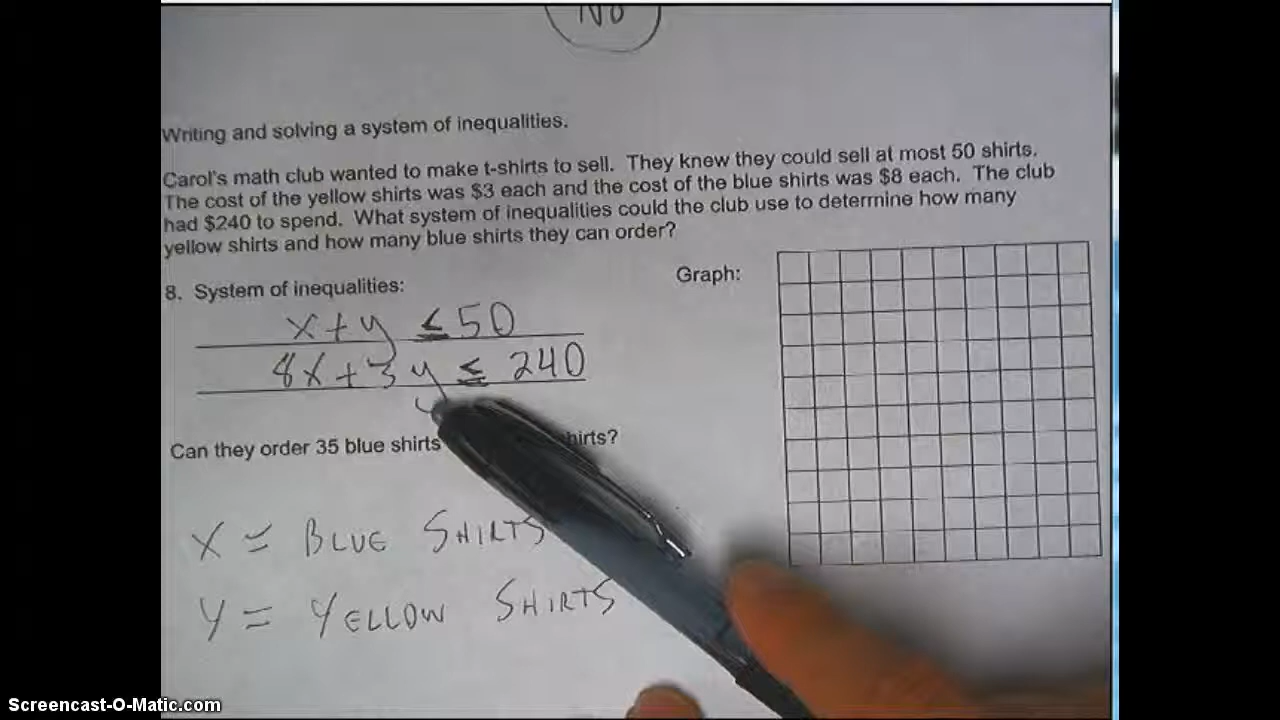 NO
Writing and solving a system of inequalities.
Carol's math club wanted to make t-shirts to sell. They knew they could sell at most 50 shirts.
The cost of the yellow shirts was $3 each and the cost of the blue shirts was $8 each. The club
had $240 to spend. What system of inequalities could the club use to determine how many
yellow shirts and how many blue shirts they can order?
8. System of inequalities:
Graph:
x + y ≤ 50
8x + 3y ≤ 240
Can they order 35 blue shirts shirts?
X = BLUE SHIRTS
Y = YELLOW SHIRTS
Screencast-O-Matic.com